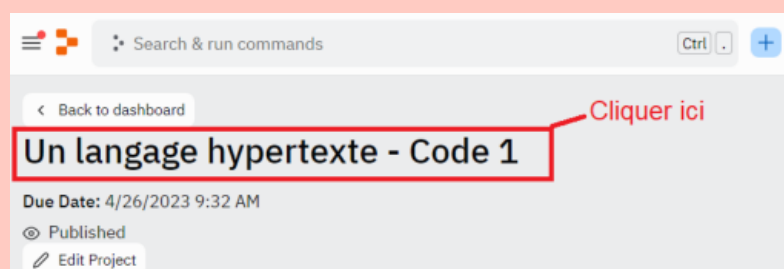 Search & run commands Ctrl .
Back to dashboard
Cliquer ici
Un langage hypertexte - Code 1
Due Date: 4/26/2023 9:32 AM
Published
Edit Project